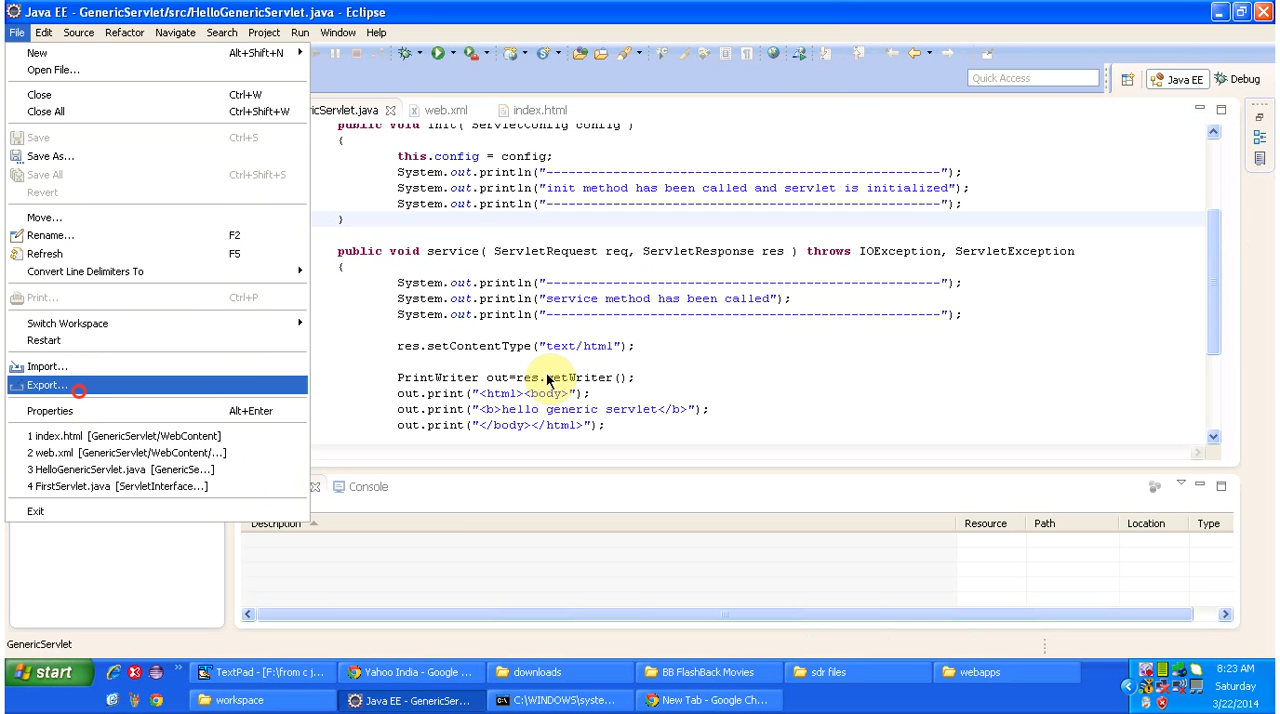 Java EE - GenericServlet/src/HelloGenericServlet.java - Eclipse
File Edit Source Refactor Navigate Search Project Run Window Help
New Alt+Shift+N
Open File...
Close Ctrl+W
Close All Ctrl+Shift+W
Save Ctrl+S
Save As...
Save All Ctrl+Shift+S
Revert
Move...
Rename... F2
Refresh F5
Convert Line Delimiters To
Print... Ctrl+P
Switch Workspace
Restart
Import...
Export...
Properties Alt+Enter
1 index.html [GenericServlet/WebContent]
2 web.xml [GenericServlet/WebContent/...]
3 HelloGenericServlet.java [GenericSe...]
4 FirstServlet.java [ServletInterface...]
Exit
Quick Access
Java EE Debug
icServlet.java web.xml index.html
public void init( ServletConfig config )
{
this.config = config;
System.out.println("--------------------------------------------------");
System.out.println("init method has been called and servlet is initialized");
System.out.println("--------------------------------------------------");
}
public void service( ServletRequest req, ServletResponse res ) throws IOException, ServletException
{
System.out.println("--------------------------------------------------");
System.out.println("service method has been called");
System.out.println("--------------------------------------------------");
res.setContentType("text/html");
PrintWriter out=res.getWriter();
out.print("<html><body>");
out.print("<b>hello generic servlet</b>");
out.print("</body></html>");
Console
Description Resource Path Location Type
GenericServlet
start
TextPad - [F:\from c j... Yahoo India - Google ... downloads BB FlashBack Movies sdr files webapps
workspace Java EE - GenericSer... C:\WINDOWS\syste... New Tab - Google C...
8:23 AM
Saturday
3/22/2014